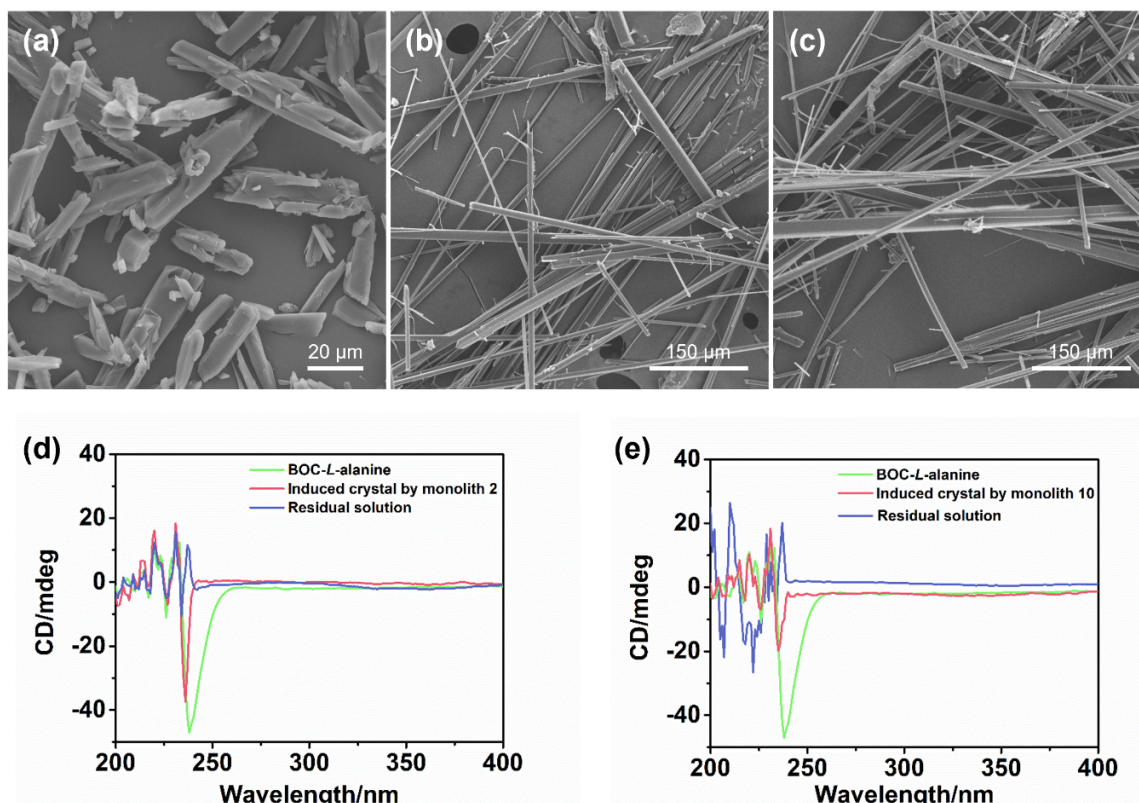 (a)
(b)
(c)
20 µm
150 µm
150 µm
(d)
BOC-L-alanine
Induced crystal by monolith 2
Residual solution
CD/mdeg
40
20
0
-20
-40
200
250
300
350
400
Wavelength/nm
(e)
BOC-L-alanine
Induced crystal by monolith 10
Residual solution
CD/mdeg
40
20
0
-20
-40
200
250
300
350
400
Wavelength/nm